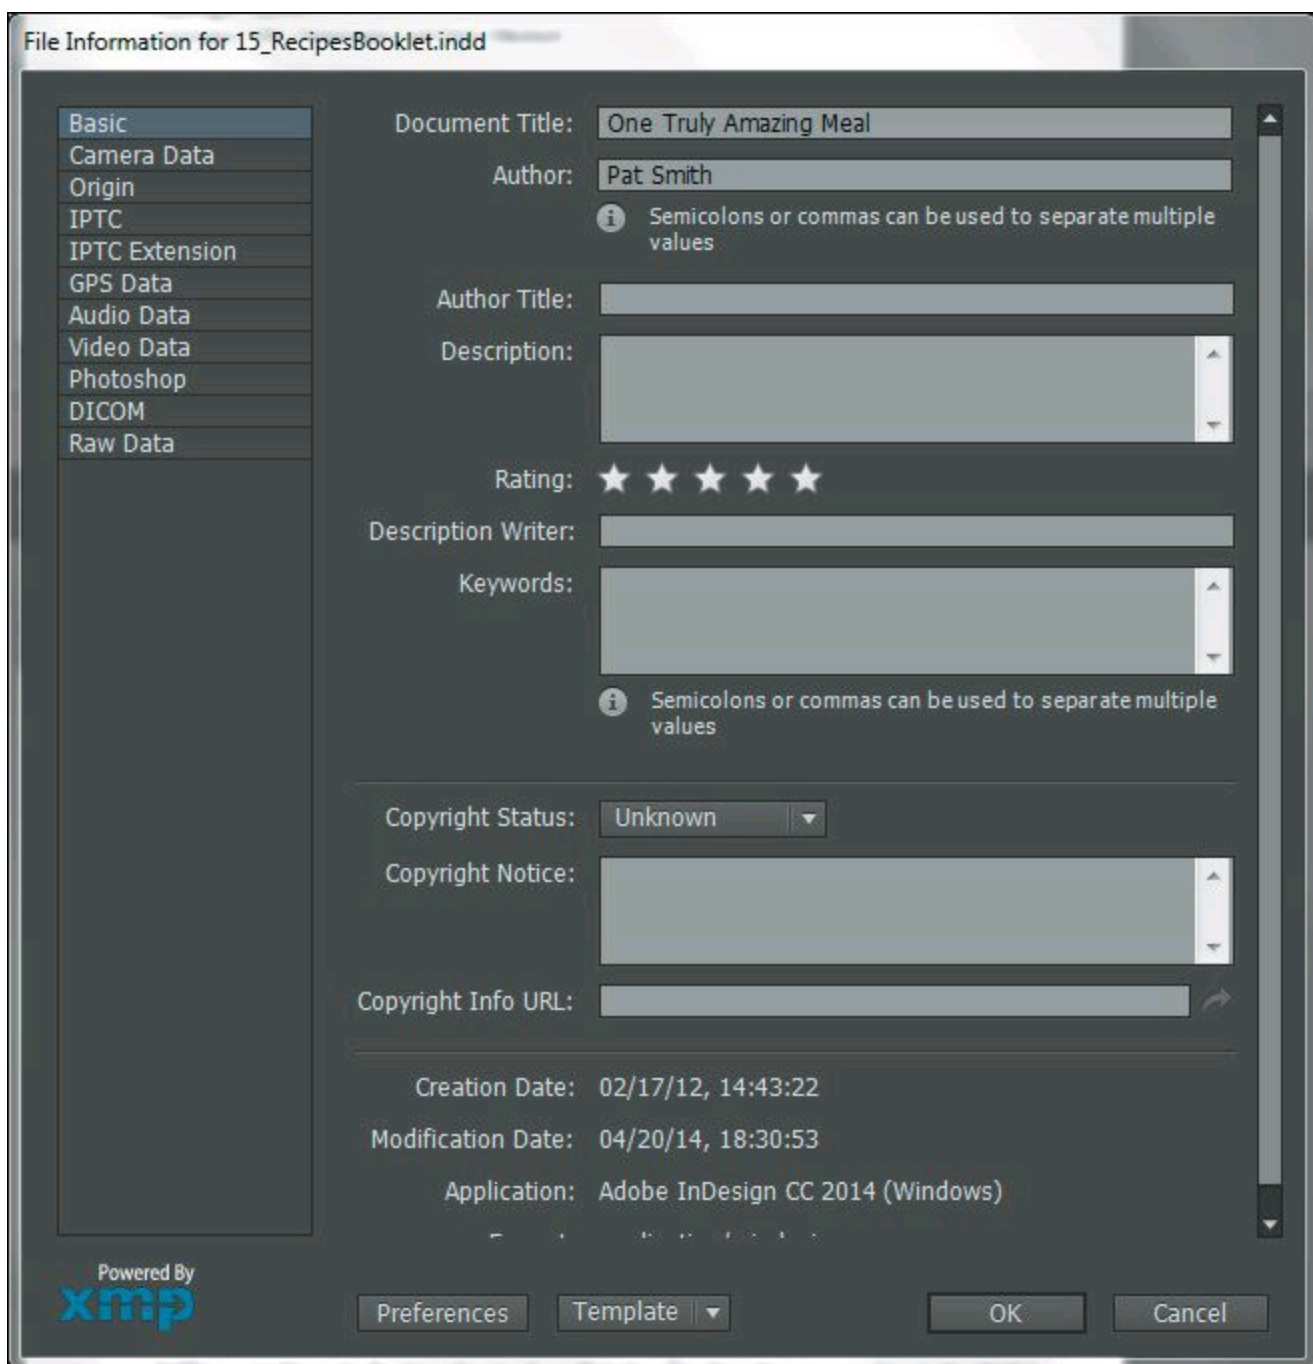 File Information for 15_RecipesBooklet.indd
Basic
Camera Data
Origin
IPTC
IPTC Extension
GPS Data
Audio Data
Video Data
Photoshop
DICOM
Raw Data
Document Title: One Truly Amazing Meal
Author: Pat Smith
Semicolons or commas can be used to separate multiple
values
Author Title:
Description:
Rating:
Description Writer:
Keywords:
Semicolons or commas can be used to separate multiple
values
Copyright Status: Unknown
Copyright Notice:
Copyright Info URL:
Creation Date: 02/17/12, 14:43:22
Modification Date: 04/20/14, 18:30:53
Application: Adobe InDesign CC 2014 (Windows)
Powered By
xmp
Preferences
Template
OK
Cancel